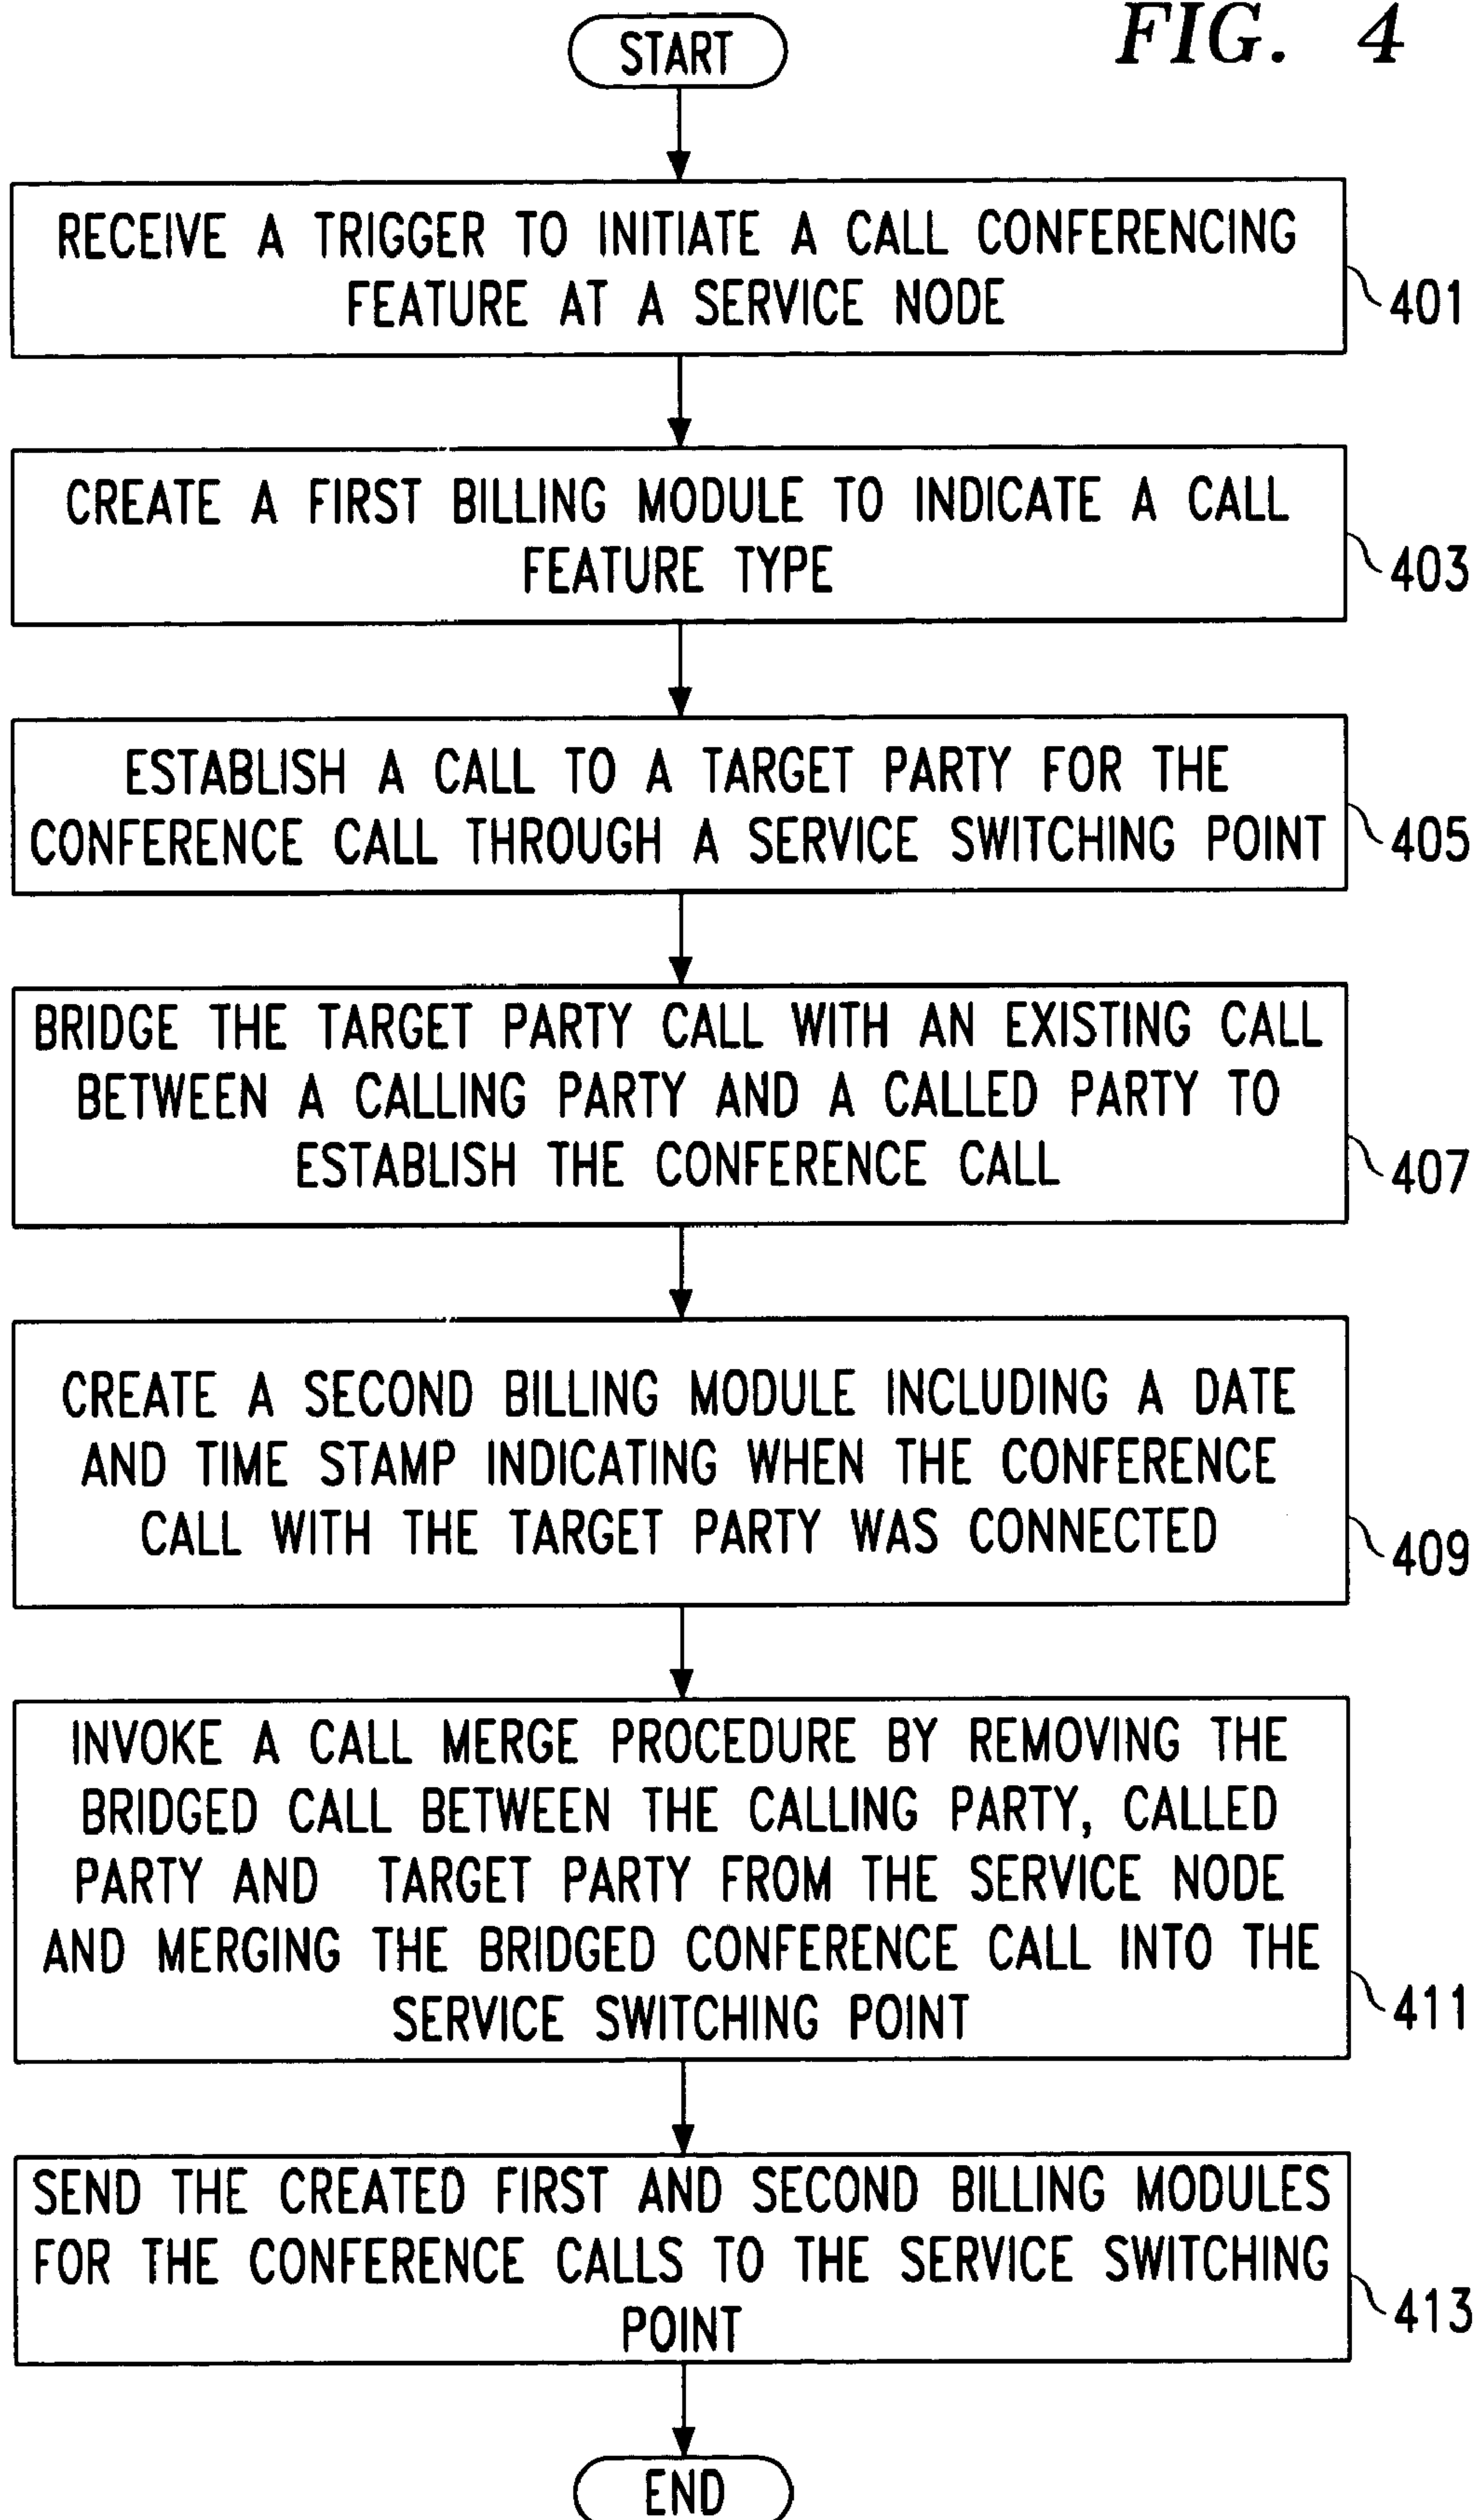 FIG. 4
START
RECEIVE A TRIGGER TO INITIATE A CALL CONFERENCING
FEATURE AT A SERVICE NODE
401
CREATE A FIRST BILLING MODULE TO INDICATE A CALL
FEATURE TYPE
403
ESTABLISH A CALL TO A TARGET PARTY FOR THE
CONFERENCE CALL THROUGH A SERVICE SWITCHING POINT
405
BRIDGE THE TARGET PARTY CALL WITH AN EXISTING CALL
BETWEEN A CALLING PARTY AND A CALLED PARTY TO
ESTABLISH THE CONFERENCE CALL
407
CREATE A SECOND BILLING MODULE INCLUDING A DATE
AND TIME STAMP INDICATING WHEN THE CONFERENCE
CALL WITH THE TARGET PARTY WAS CONNECTED
409
INVOKE A CALL MERGE PROCEDURE BY REMOVING THE
BRIDGED CALL BETWEEN THE CALLING PARTY, CALLED
PARTY AND TARGET PARTY FROM THE SERVICE NODE
AND MERGING THE BRIDGED CONFERENCE CALL INTO THE
SERVICE SWITCHING POINT
411
SEND THE CREATED FIRST AND SECOND BILLING MODULES
FOR THE CONFERENCE CALLS TO THE SERVICE SWITCHING
POINT
413
END